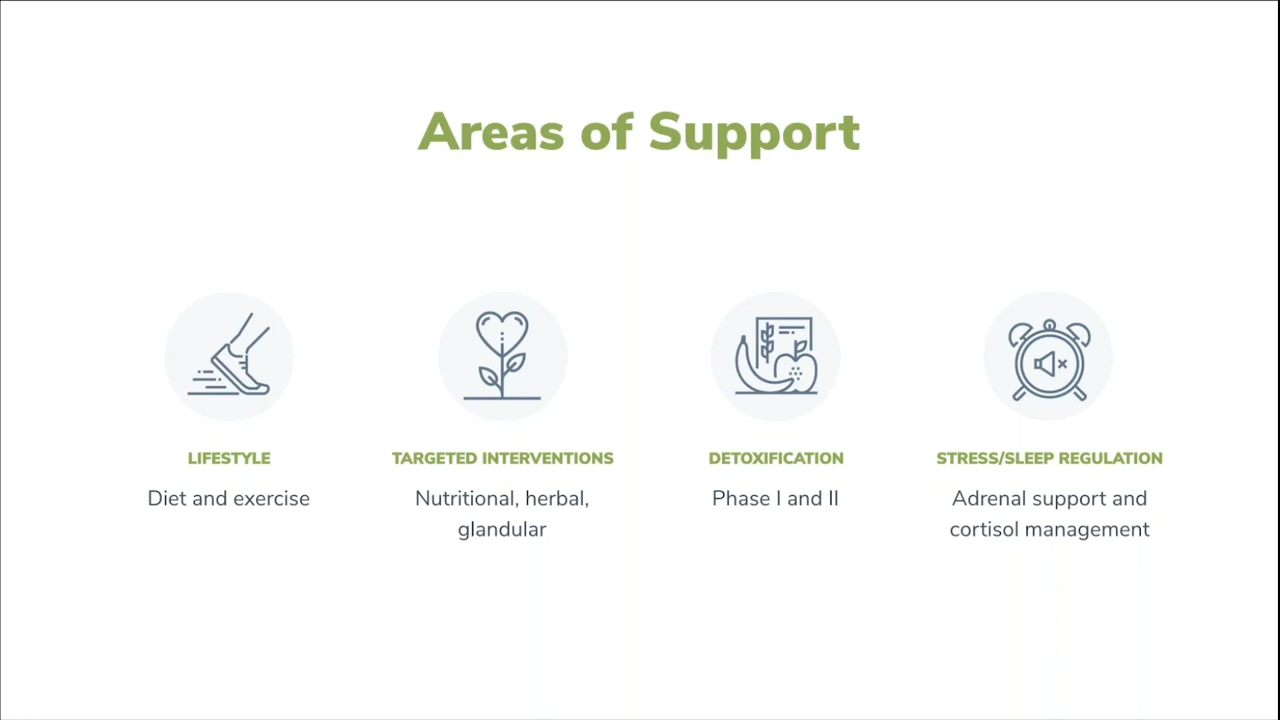 Areas of Support
LIFESTYLE
Diet and exercise
TARGETED INTERVENTIONS
Nutritional, herbal,
glandular
DETOXIFICATION
Phase I and II
STRESS/SLEEP REGULATION
Adrenal support and
cortisol management